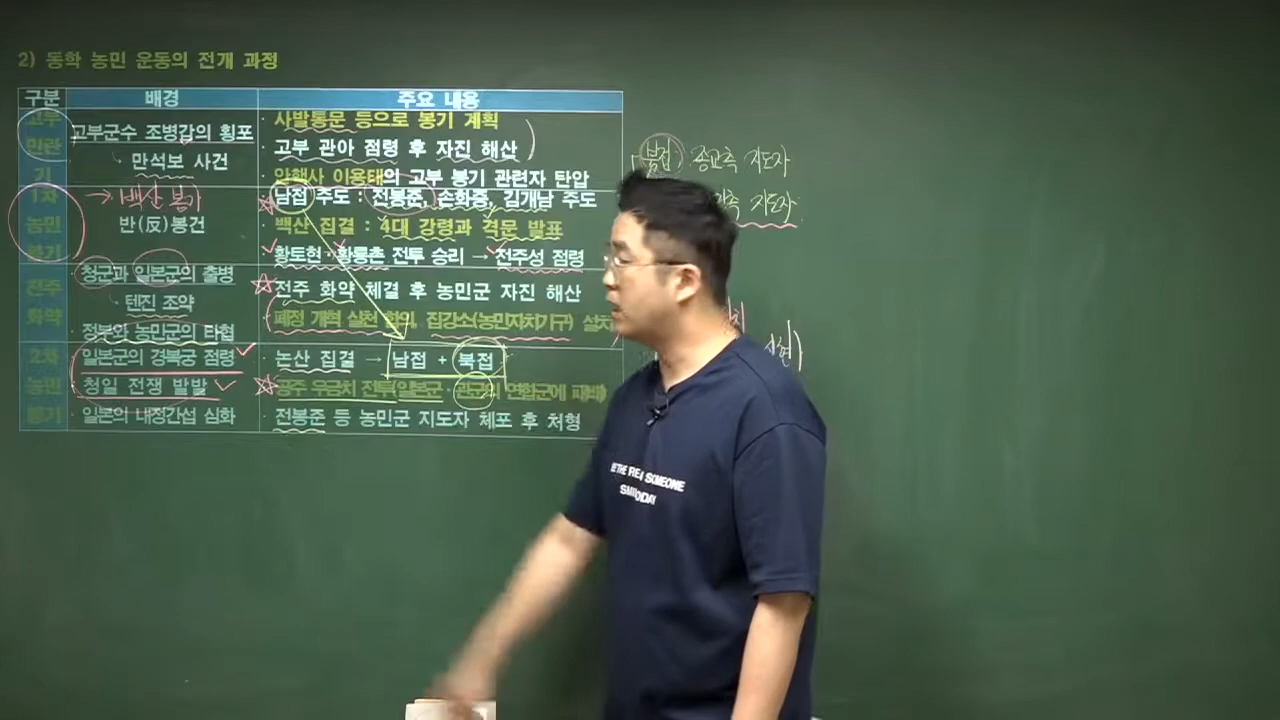 2) 동학 농민 운동의 전개 과정
구분 배경 주요 내용
고부 민란
고부군수 조병갑의 횡포
만석보 사건
사발통문 등으로 봉기 계획
고부 관아 점령 후 자진 해산
안핵사 이용태의 고부 봉기 관련자 탄압
1차 농민 봉기
→ 백산 봉기
반(反)봉건
남접 주도 : 전봉준, 손화중, 김개남 주도
백산 집결 : 4대 강령과 격문 발표
황토현·황룡촌 전투 승리 → 전주성 점령
전주 화약
청군과 일본군의 출병
텐진 조약
정부와 농민군의 타협
전주 화약 체결 후 농민군 자진 해산
폐정 개혁 실천 합의, 집강소(농민자치기구) 설치
2차 농민 봉기
일본군의 경복궁 점령
청일 전쟁 발발
일본의 내정간섭 심화
논산 집결 → 남접 + 북접
공주 우금치 전투(일본군·관군의 연합군에 패배)
전봉준 등 농민군 지도자 체포 후 처형
북접: 종교측 지도자
지도자
BE THE REAL SOMEONE